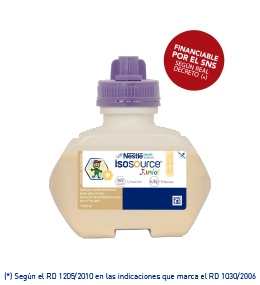 FINANCIABLE
POR EL SNS
SEGÚN REAL
DECRETO (*)
Nestlé
isosource
Junior
(*) Según el RD 1205/2010 en las indicaciones que marca el RD 1030/2006